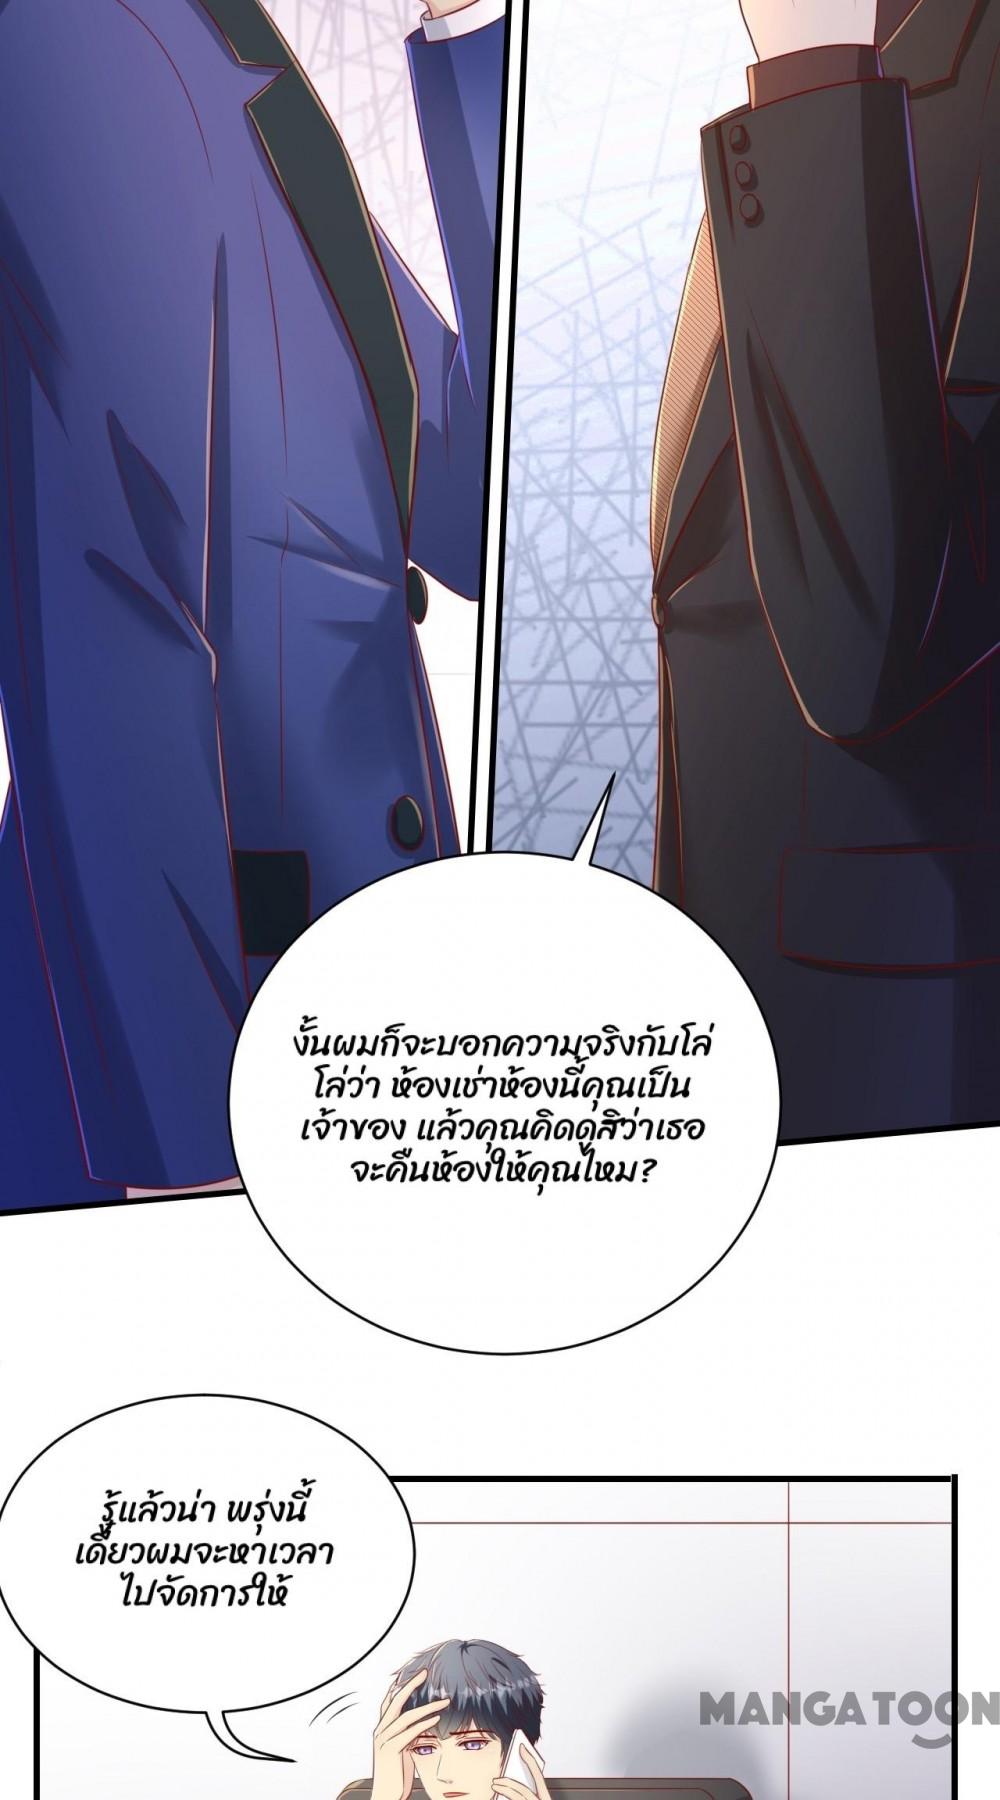 งั้นผมก็จะบอกความจริงกับโล่
โล่ว่า ห้องเช่าห้องนี้คุณเป็น
เจ้าของ แล้วคุณคิดดูสิว่าเธอ
จะคืนห้องให้คุณไหม?
รู้แล้วน่า พรุ่งนี้
เดี๋ยวผมจะหาเวลา
ไปจัดการให้
MANGATOON